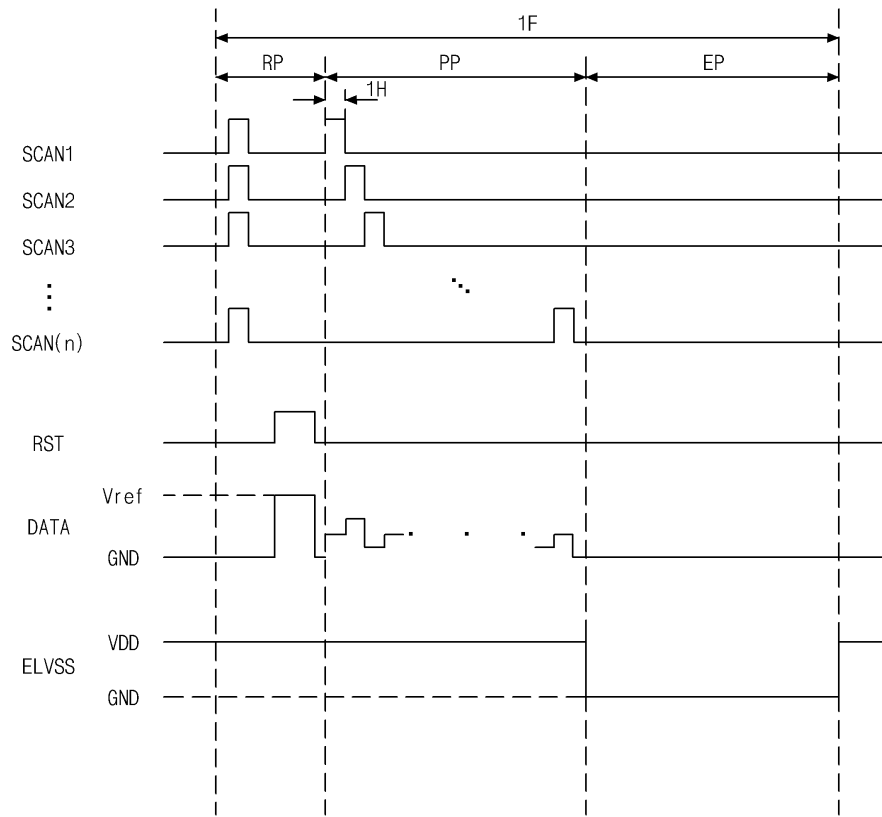 1F
RP PP EP
1H
SCAN1
SCAN2
SCAN3
SCAN(n)
RST
Vref
DATA
GND
VDD
ELVSS
GND